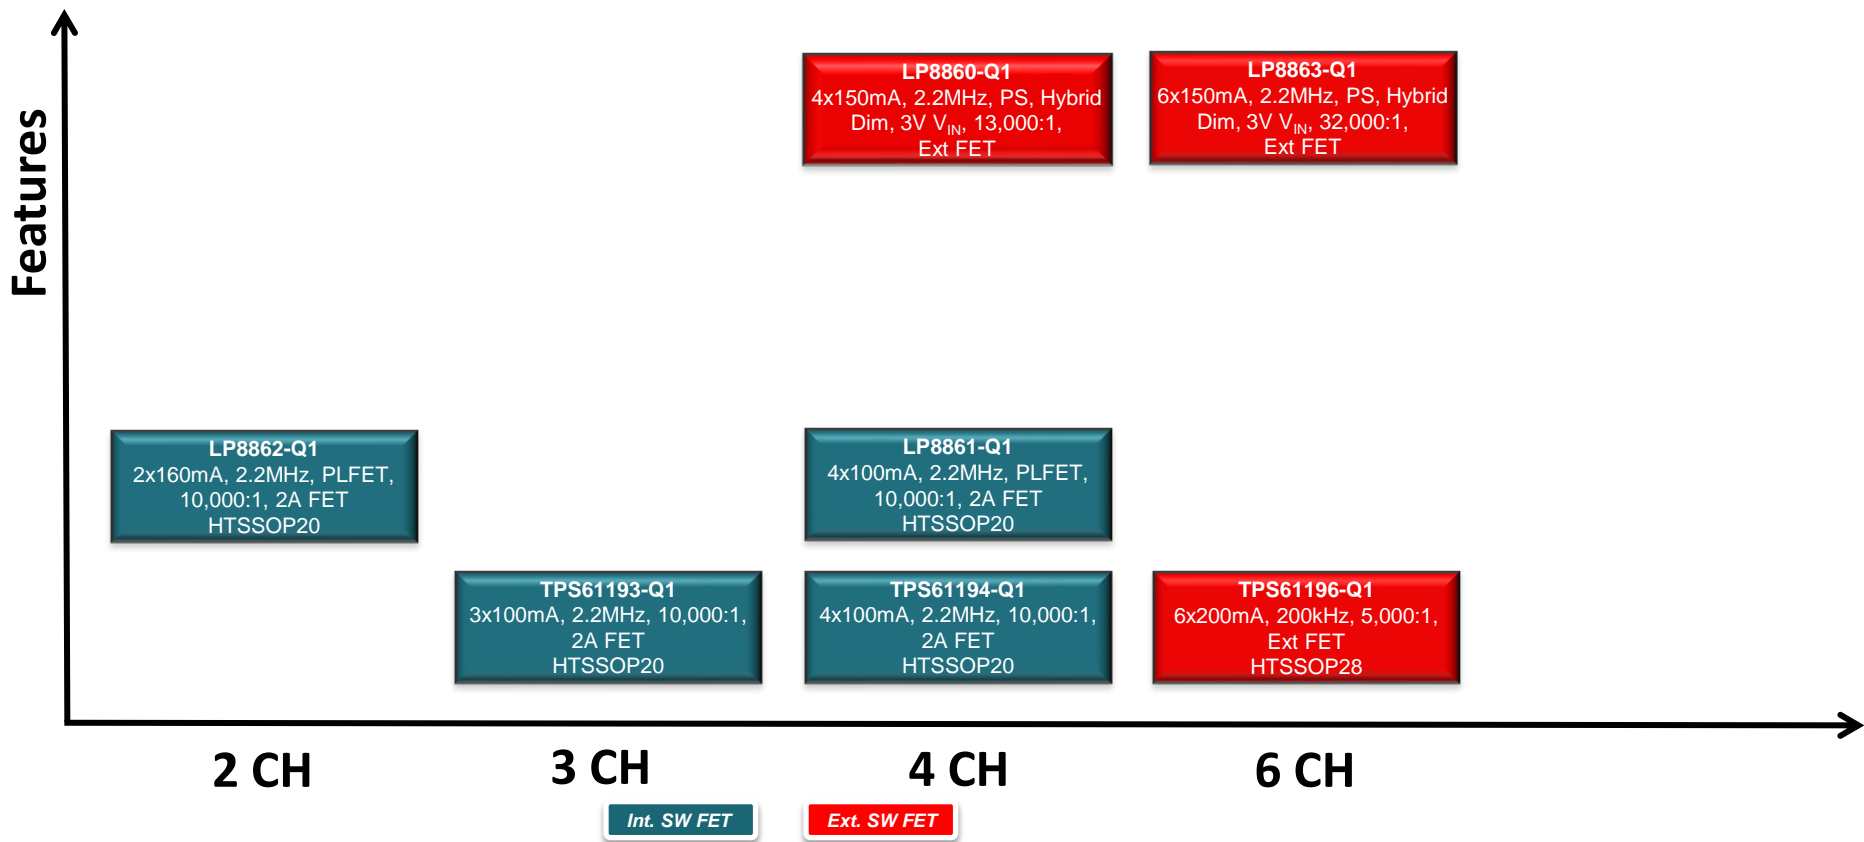 Features
LP8860-Q1
4x150mA, 2.2MHz, PS, Hybrid
Dim, 3V VIN, 13,000:1,
Ext FET
LP8863-Q1
6x150mA, 2.2MHz, PS, Hybrid
Dim, 3V VIN, 32,000:1,
Ext FET
LP8862-Q1
2x160mA, 2.2MHz, PLFET,
10,000:1, 2A FET
HTSSOP20
LP8861-Q1
4x100mA, 2.2MHz, PLFET,
10,000:1, 2A FET
HTSSOP20
TPS61193-Q1
3x100mA, 2.2MHz, 10,000:1,
2A FET
HTSSOP20
TPS61194-Q1
4x100mA, 2.2MHz, 10,000:1,
2A FET
HTSSOP20
TPS61196-Q1
6x200mA, 200kHz, 5,000:1,
Ext FET
HTSSOP28
2 CH
3 CH
4 CH
6 CH
Int. SW FET
Ext. SW FET